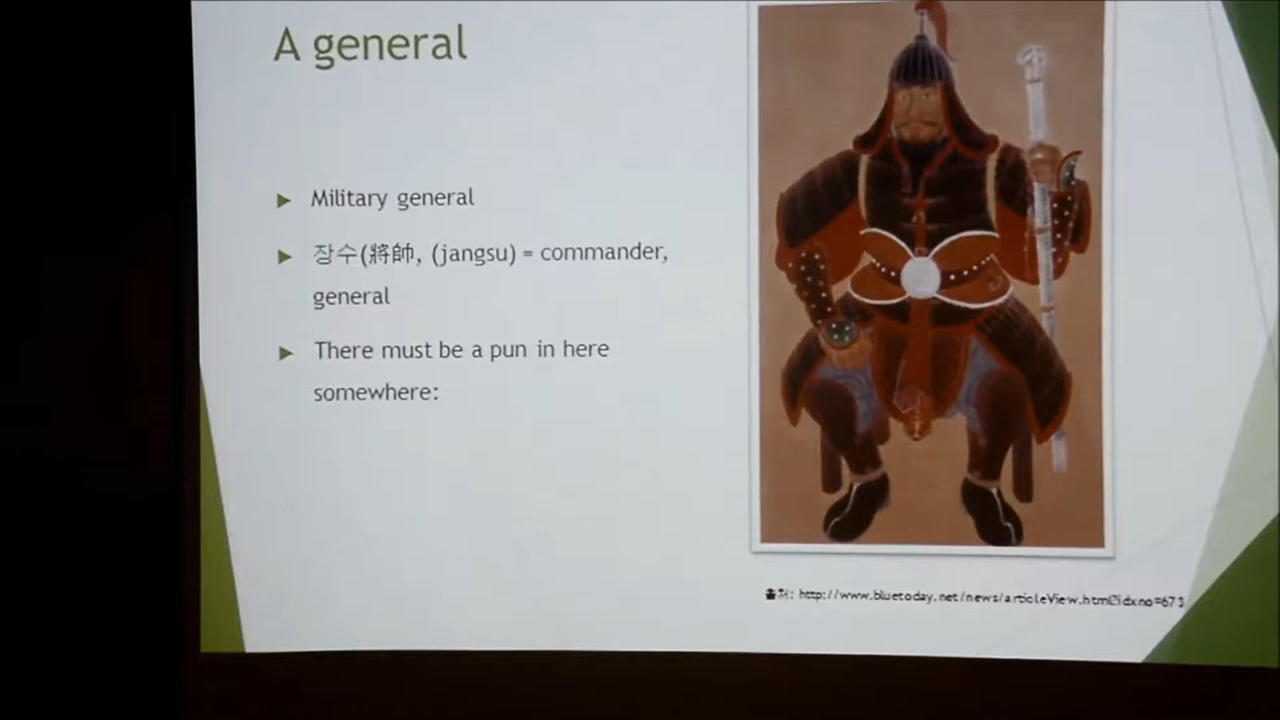 A general
Military general
장수(將帥, (jangsu) = commander,
general
There must be a pun in here
somewhere:
출처: http://www.bluetoday.net/news/articleView.html?idxno=673